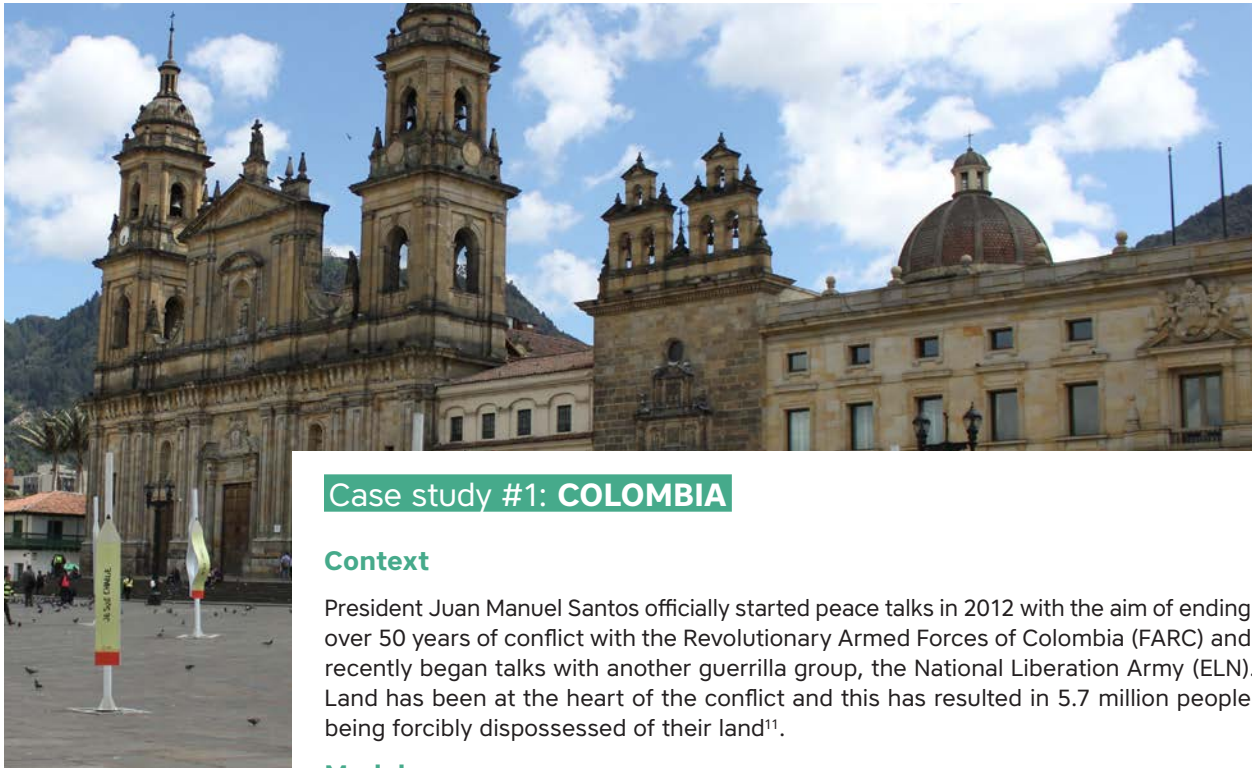 Case study #1: COLOMBIA
Context
President Juan Manuel Santos officially started peace talks in 2012 with the aim of ending
over 50 years of conflict with the Revolutionary Armed Forces of Colombia (FARC) and
recently began talks with another guerrilla group, the National Liberation Army (ELN).
Land has been at the heart of the conflict and this has resulted in 5.7 million people
being forcibly dispossessed of their land¹¹.